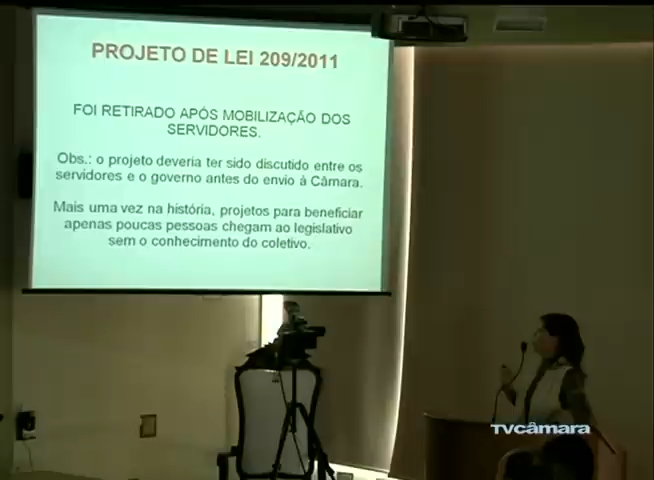 PROJETO DE LEI 209/2011
FOI RETIRADO APÓS MOBILIZAÇÃO DOS
SERVIDORES.
Obs.: o projeto deveria ter sido discutido entre os
servidores e o governo antes do envio à Câmara.
Mais uma vez na história, projetos para beneficiar
apenas poucas pessoas chegam ao legislativo
sem o conhecimento do coletivo.
TVcâmara